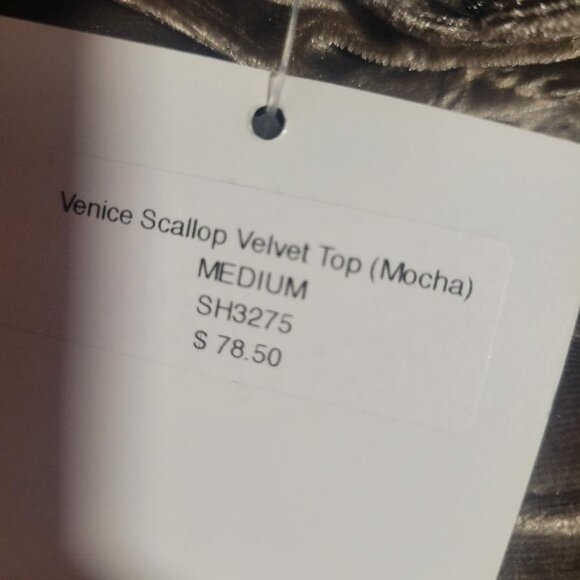 Venice Scallop Velvet Top (Mocha)
MEDIUM
SH3275
$ 78.50